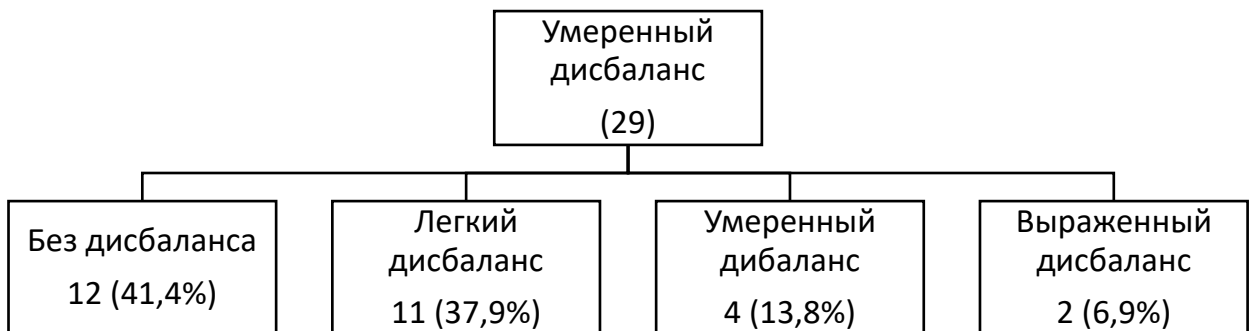 Умеренный
дисбаланс
(29)
Без дисбаланса
12 (41,4%)
Легкий
дисбаланс
11 (37,9%)
Умеренный
дибаланс
4 (13,8%)
Выраженный
дисбаланс
2 (6,9%)